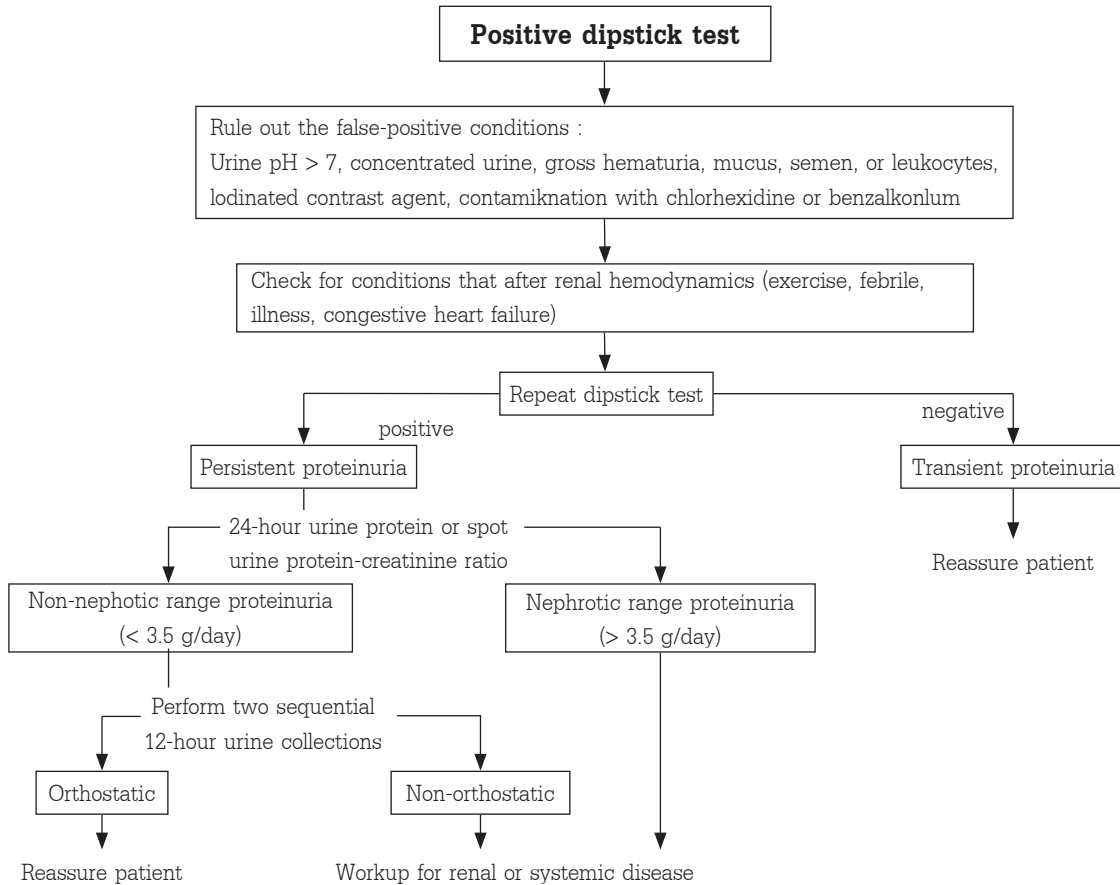 Positive dipstick test
Rule out the false-positive conditions :
Urine pH > 7, concentrated urine, gross hematuria, mucus, semen, or leukocytes,
lodinated contrast agent, contamiknation with chlorhexidine or benzalkonlum
Check for conditions that after renal hemodynamics (exercise, febrile,
illness, congestive heart failure)
Repeat dipstick test
positive
negative
Persistent proteinuria
Transient proteinuria
24-hour urine protein or spot
urine protein-creatinine ratio
Reassure patient
Non-nephotic range proteinuria
(< 3.5 g/day)
Nephrotic range proteinuria
(> 3.5 g/day)
Perform two sequential
12-hour urine collections
Orthostatic
Non-orthostatic
Reassure patient
Workup for renal or systemic disease